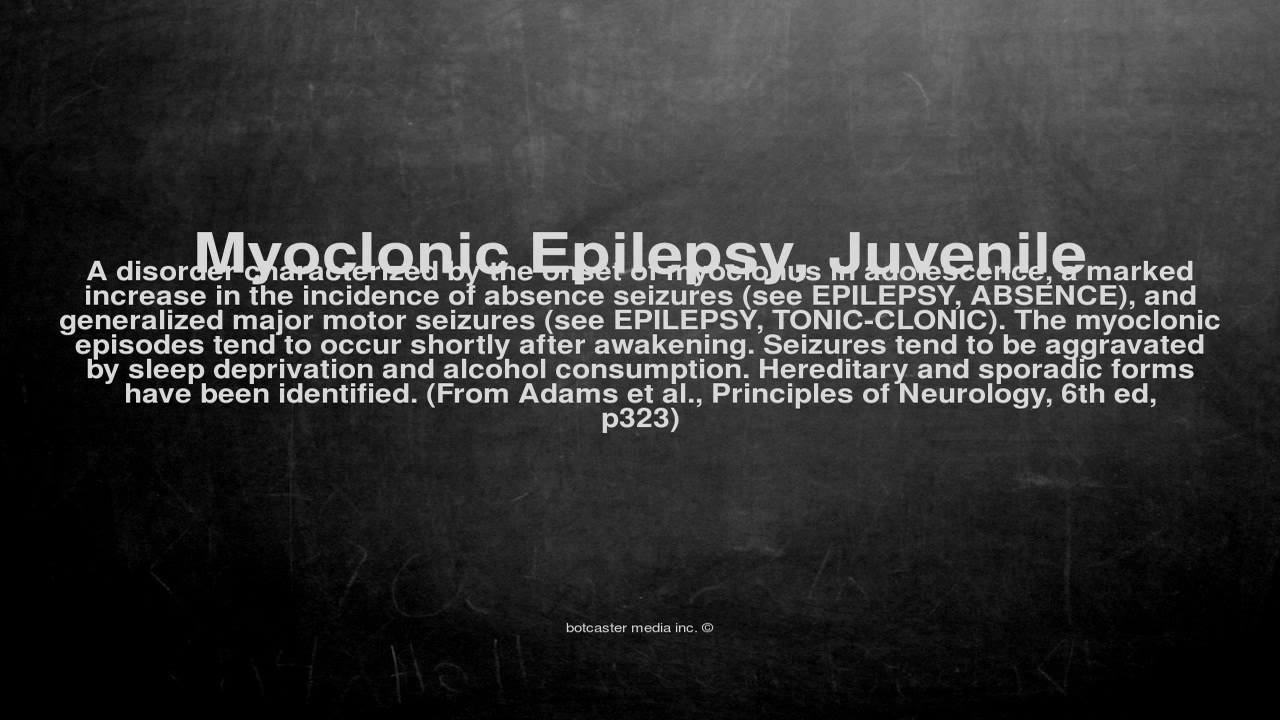 Myoclonic Epilepsy, Juvenile
A disorder characterized by the onset of myoclonus in adolescence, a marked
increase in the incidence of absence seizures (see EPILEPSY, ABSENCE), and
generalized major motor seizures (see EPILEPSY, TONIC-CLONIC). The myoclonic
episodes tend to occur shortly after awakening. Seizures tend to be aggravated
by sleep deprivation and alcohol consumption. Hereditary and sporadic forms
have been identified. (From Adams et al., Principles of Neurology, 6th ed,
p323)
botcaster media inc. ©